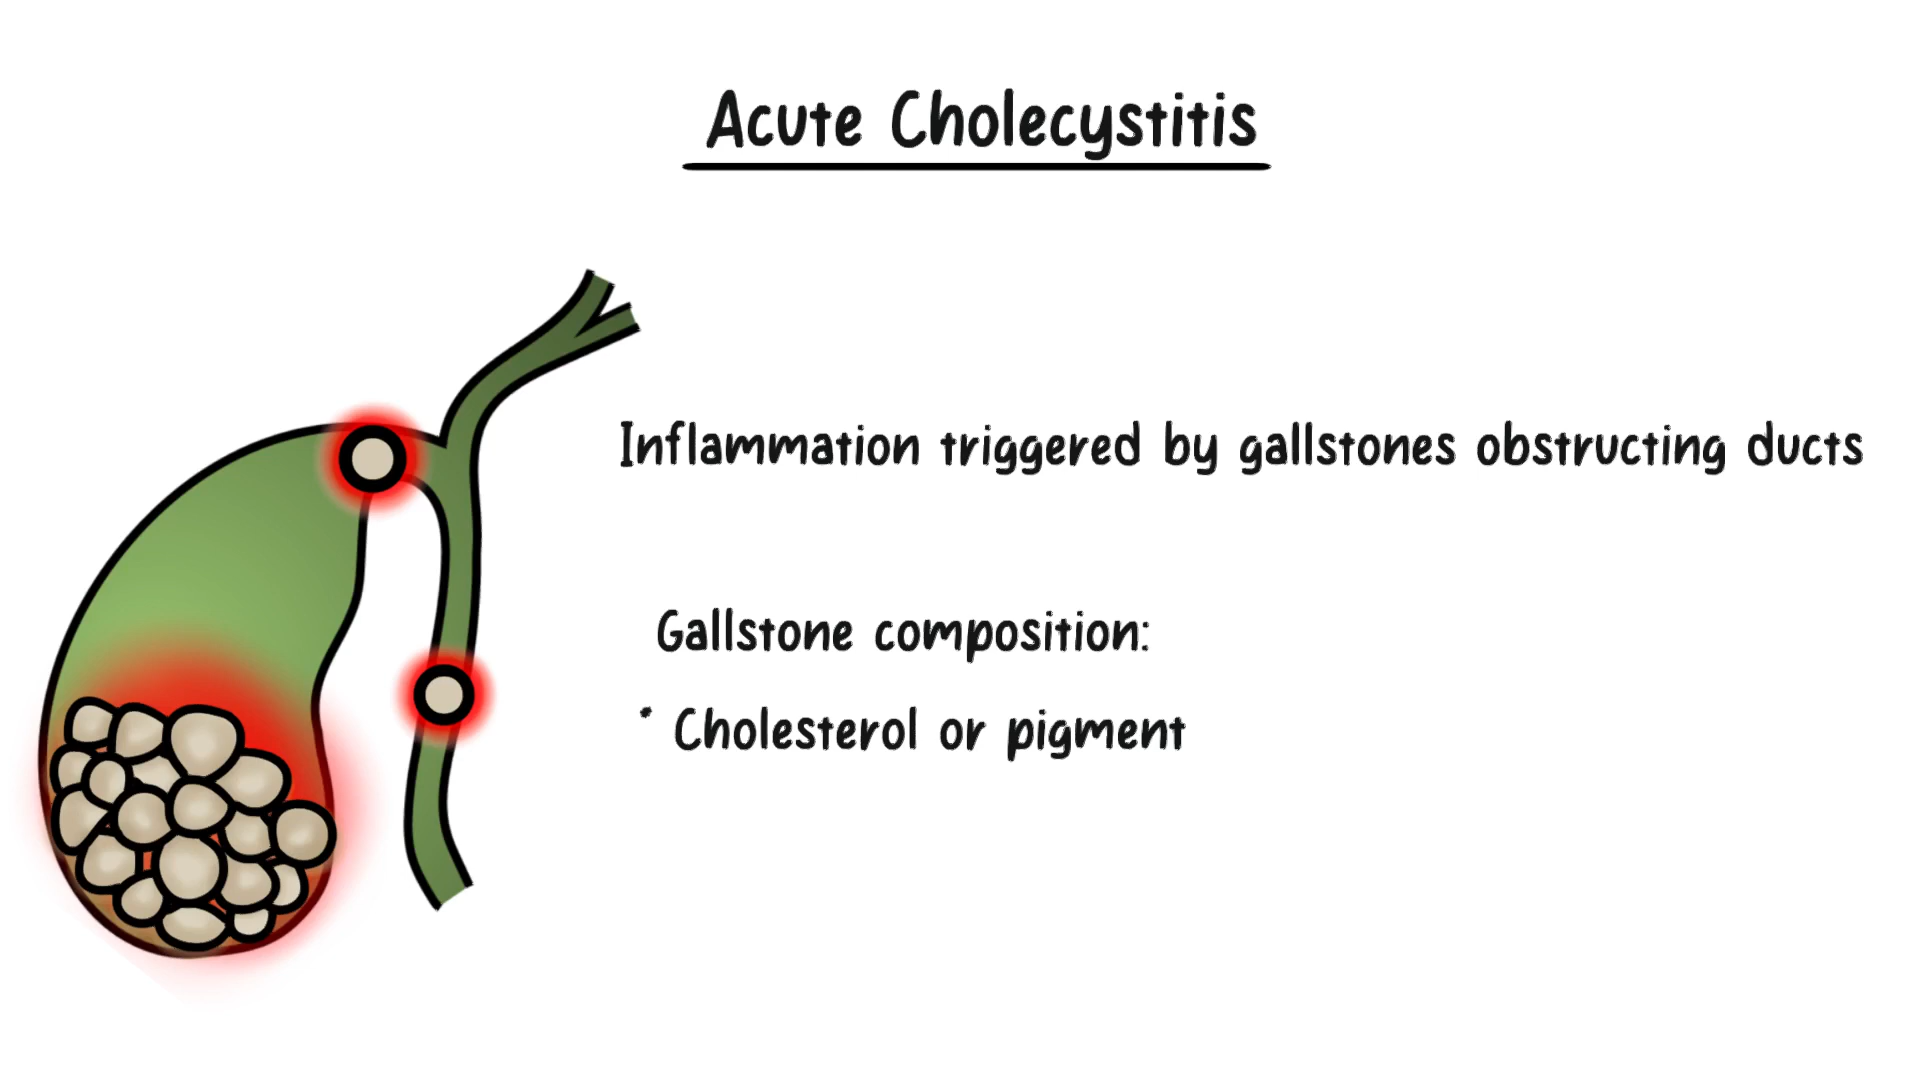 Acute Cholecystitis
Inflammation triggered by gallstones obstructing ducts
Gallstone composition:
* Cholesterol or pigment